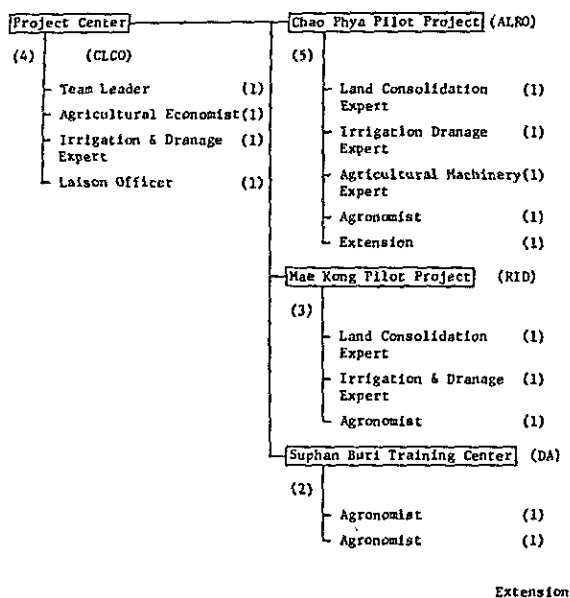 Project Center
(4) (CLCO)
Team Leader (1)
Agricultural Economist (1)
Irrigation & Dranage (1)
Expert
Laison Officer (1)
Chao Phya Pilot Project (ALRO)
(5)
Land Consolidation (1)
Expert
Irrigation Dranage (1)
Expert
Agricultural Machinery (1)
Expert
Agronomist (1)
Extension (1)
Mae Kong Pilot Project (RID)
(3)
Land Consolidation (1)
Expert
Irrigation & Dranage (1)
Expert
Agronomist (1)
Suphan Buri Training Center (DA)
(2)
Agronomist (1)
Agronomist (1)
Extension